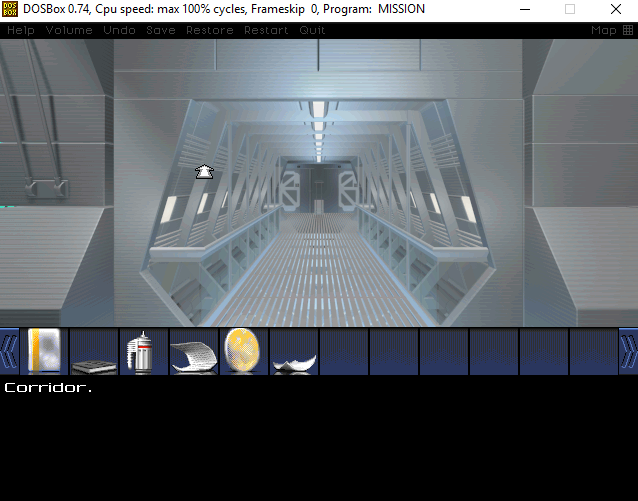 DOSBox 0.74, Cpu speed: max 100% cycles, Frameskip 0, Program: MISSION
Help Volume Undo Save Restore Restart Quit Map
Corridor.